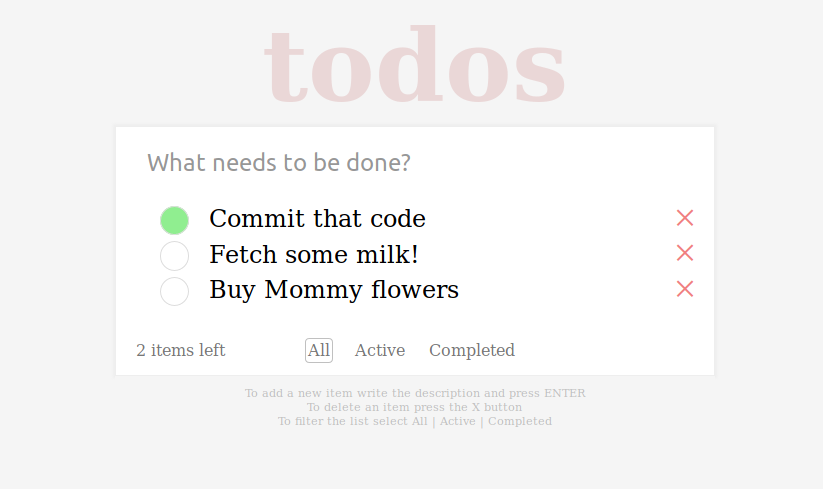 todos
What needs to be done?
Commit that code
Fetch some milk!
Buy Mommy flowers
2 items left All Active Completed
To add a new item write the description and press ENTER
To delete an item press the X button
To filter the list select All | Active | Completed